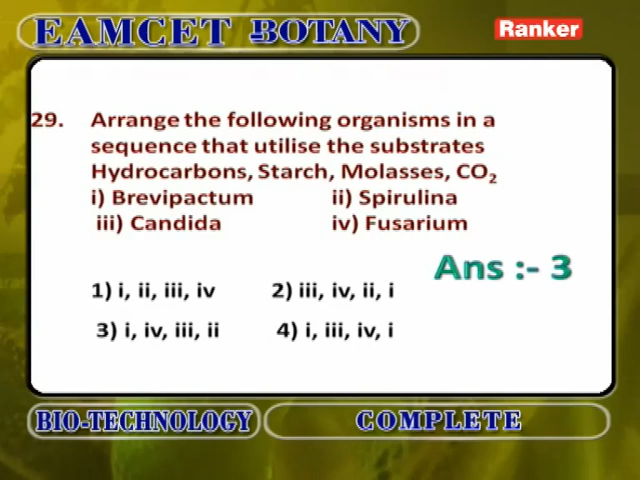 EAMCET BOTANY
Ranker
29. Arrange the following organisms in a
sequence that utilise the substrates
Hydrocarbons, Starch, Molasses, CO₂
i) Brevipactum ii) Spirulina
iii) Candida iv) Fusarium
Ans :- 3
1) i, ii, iii, iv 2) iii, iv, ii, i
3) i, iv, iii, ii 4) i, iii, iv, i
BIO-TECHNOLOGY COMPLETE